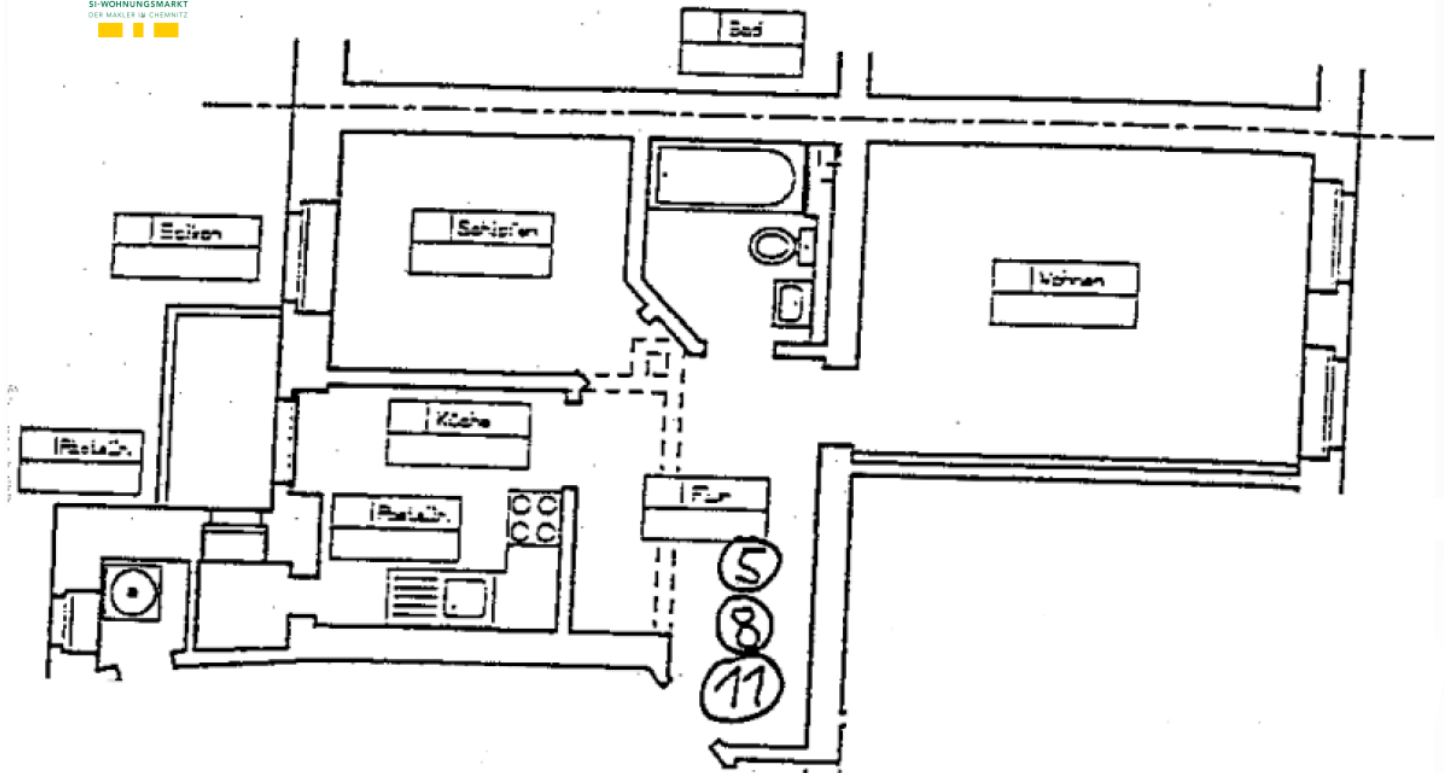 SI-WOHNUNGSMARKT
DER MAKLER IN CHEMNITZ
Bad
Balkon
Schlafen
Wohnen
Küche
Flur
5
8
11